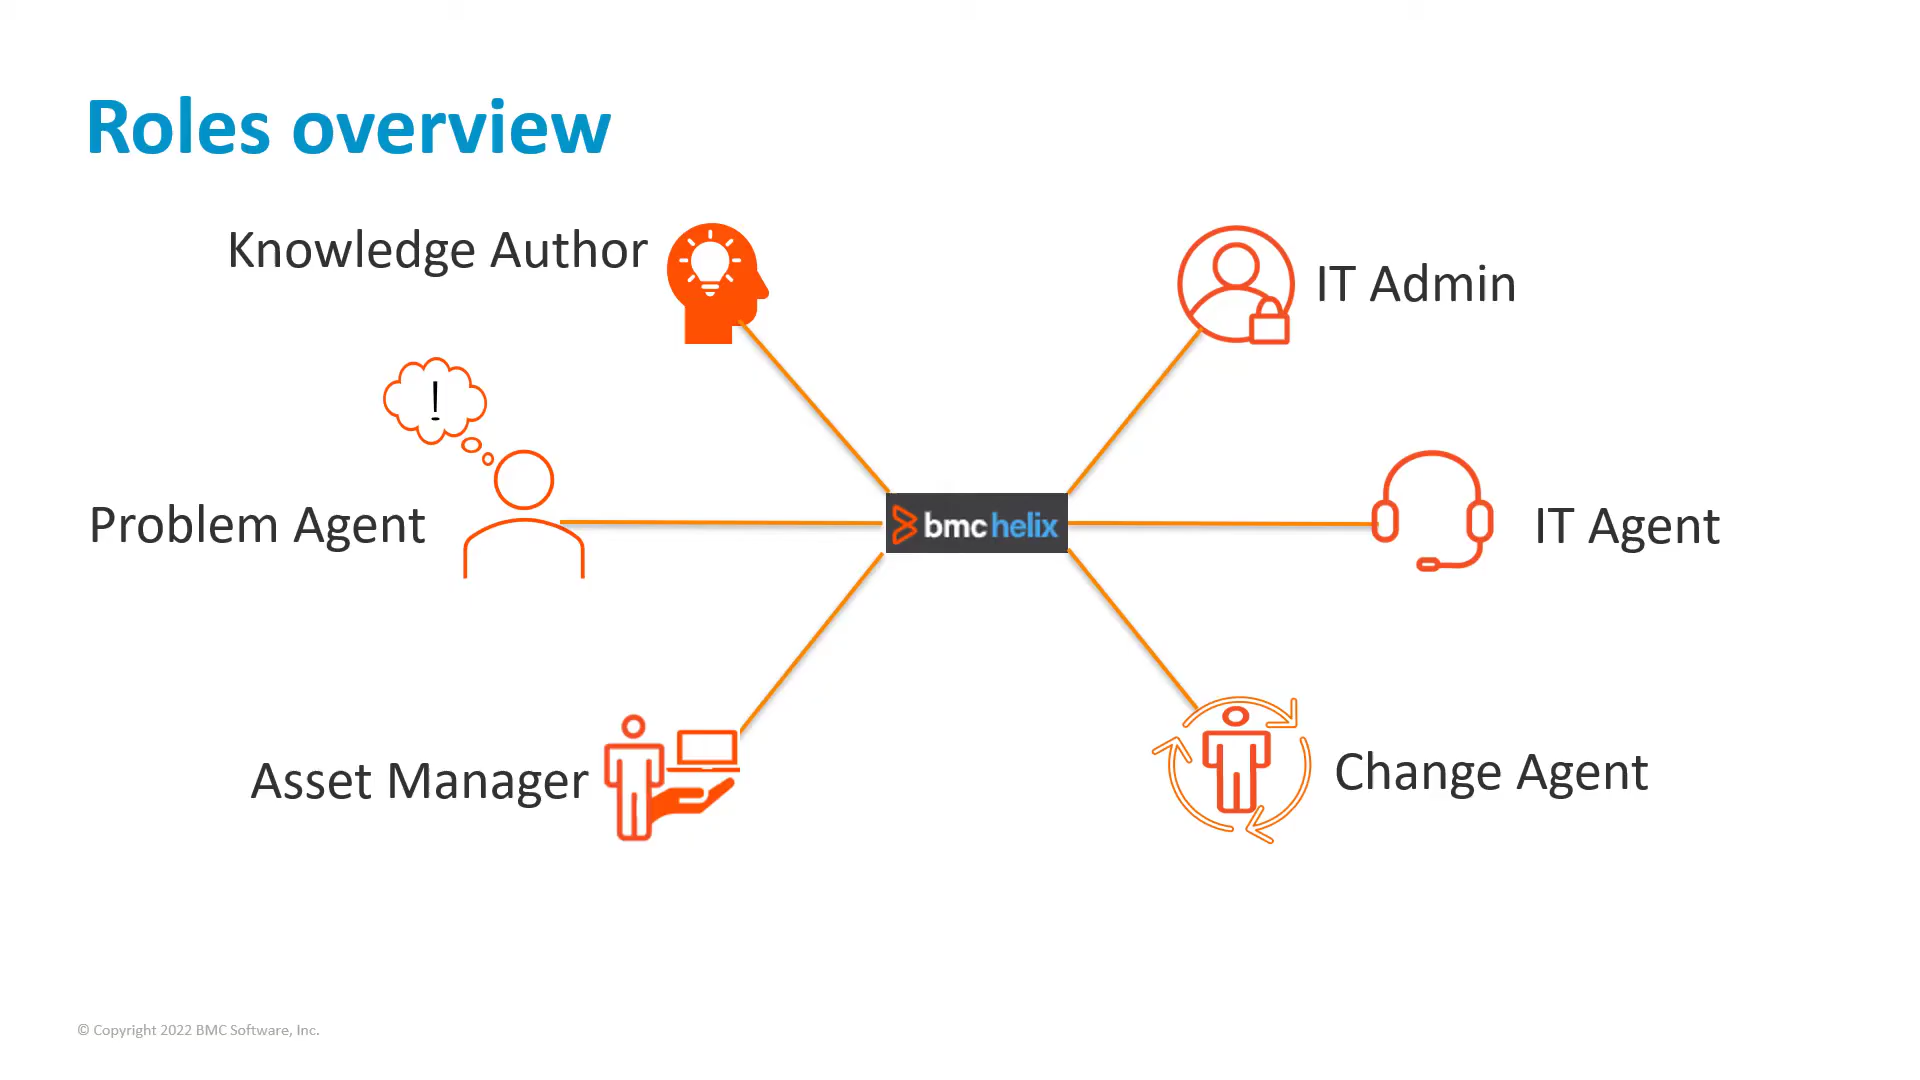 Roles overview
Knowledge Author
IT Admin
!
Problem Agent
bmc helix
IT Agent
Asset Manager
Change Agent
© Copyright 2022 BMC Software, Inc.